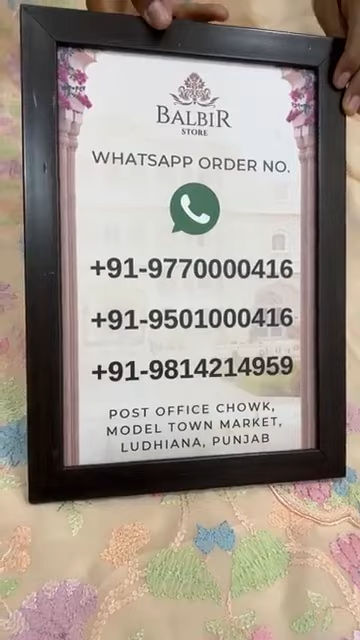 BALBIR
STORE
WHATSAPP ORDER NO.
+91-9770000416
+91-9501000416
+91-9814214959
POST OFFICE CHOWK,
MODEL TOWN MARKET,
LUDHIANA, PUNJAB